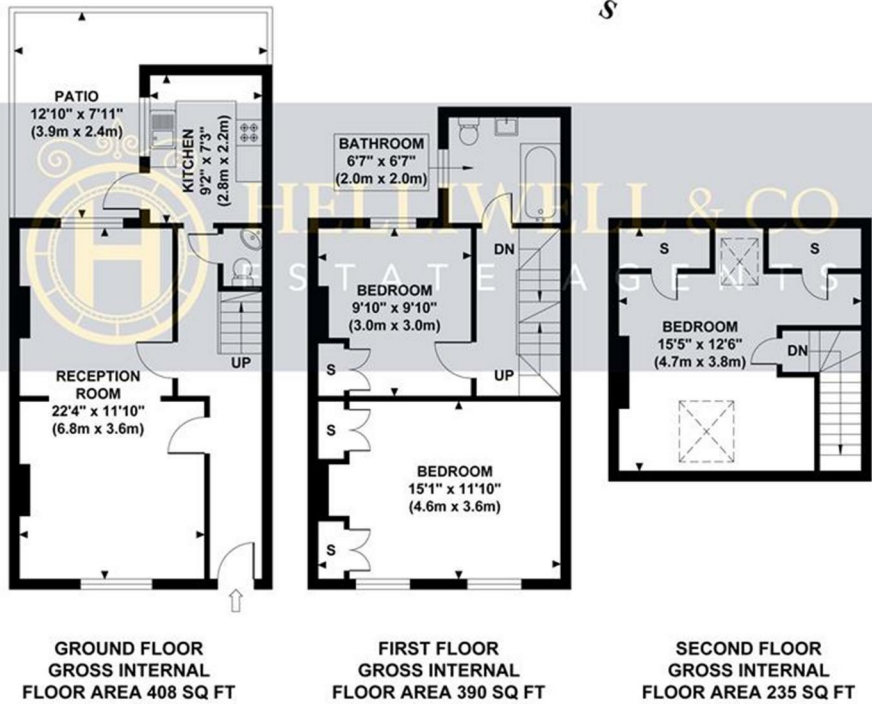 S
PATIO
12'10" x 7'11"
(3.9m x 2.4m)
KITCHEN
9'2" x 7'3"
(2.8m x 2.2m)
UP
RECEPTION
ROOM
22'4" x 11'10"
(6.8m x 3.6m)
GROUND FLOOR
GROSS INTERNAL
FLOOR AREA 408 SQ FT
BATHROOM
6'7" x 6'7"
(2.0m x 2.0m)
DN
BEDROOM
9'10" x 9'10"
(3.0m x 3.0m)
S
UP
S
BEDROOM
15'1" x 11'10"
(4.6m x 3.6m)
S
FIRST FLOOR
GROSS INTERNAL
FLOOR AREA 390 SQ FT
S
S
BEDROOM
15'5" x 12'6"
(4.7m x 3.8m)
DN
SECOND FLOOR
GROSS INTERNAL
FLOOR AREA 235 SQ FT
H
HELLIWELL & CO
ESTATE AGENTS